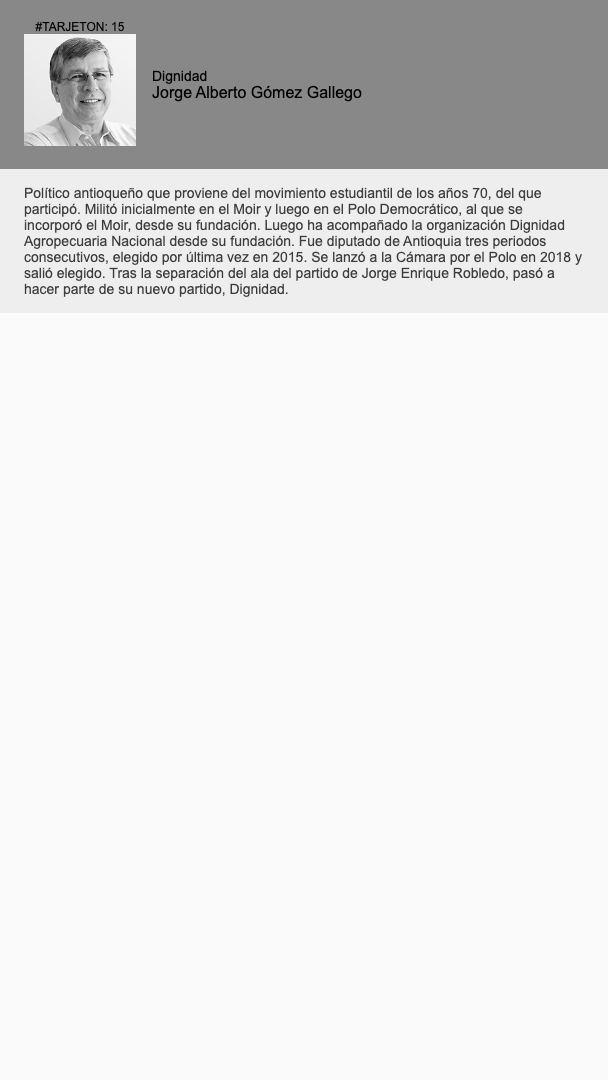 #TARJETON: 15
Dignidad
Jorge Alberto Gómez Gallego
Político antioqueño que proviene del movimiento estudiantil de los años 70, del que
participó. Militó inicialmente en el Moir y luego en el Polo Democrático, al que se
incorporó el Moir, desde su fundación. Luego ha acompañado la organización Dignidad
Agropecuaria Nacional desde su fundación. Fue diputado de Antioquia tres periodos
consecutivos, elegido por última vez en 2015. Se lanzó a la Cámara por el Polo en 2018 y
salió elegido. Tras la separación del ala del partido de Jorge Enrique Robledo, pasó a
hacer parte de su nuevo partido, Dignidad.